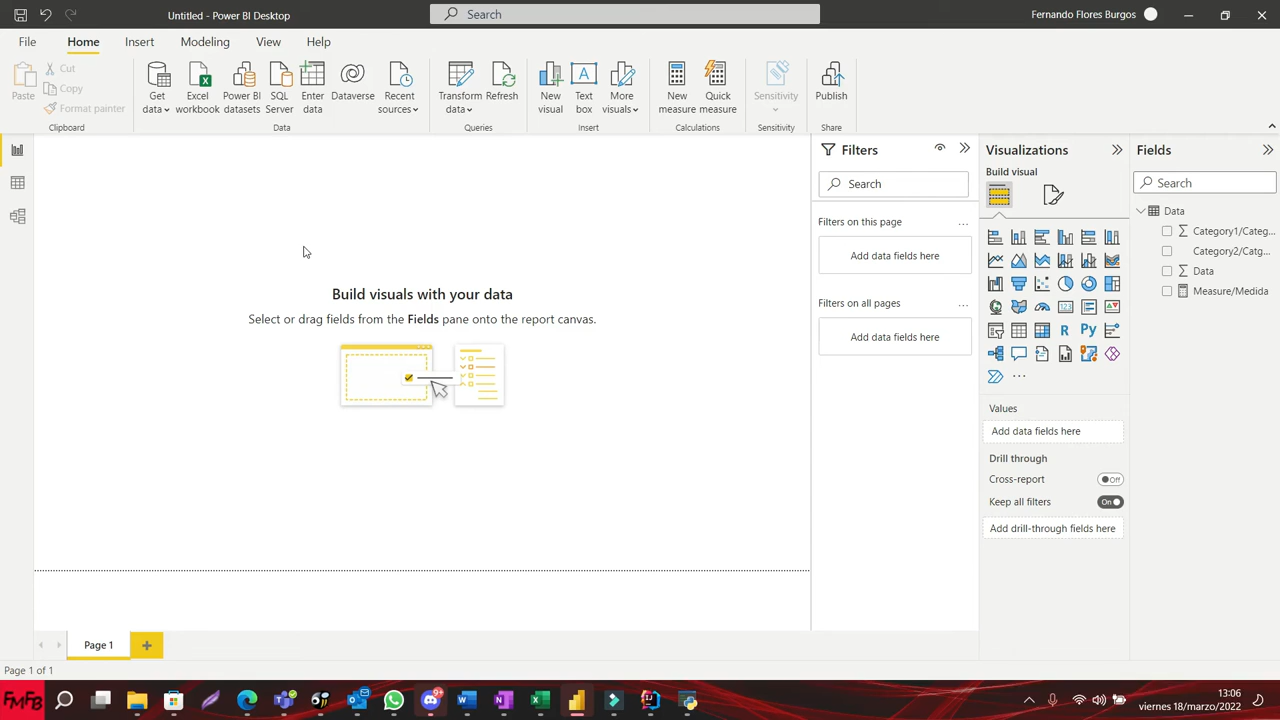 Untitled - Power BI Desktop
Search
Fernando Flores Burgos
File
Home
Insert
Modeling
View
Help
Paste
Cut
Copy
Format painter
Clipboard
Get data
Excel workbook
Power BI datasets
SQL Server
Enter data
Dataverse
Recent sources
Data
Transform data
Refresh
Queries
New visual
Text box
More visuals
Insert
New measure
Quick measure
Calculations
Sensitivity
Sensitivity
Publish
Share
Build visuals with your data
Select or drag fields from the Fields pane onto the report canvas.
Filters
Search
Filters on this page
...
Add data fields here
Filters on all pages
...
Add data fields here
Visualizations
Build visual
R
Py
...
Values
Add data fields here
Drill through
Cross-report
Off
Keep all filters
On
Add drill-through fields here
Fields
Search
Data
Category1/Categ...
Category2/Catg...
Data
Measure/Medida
Page 1
Page 1 of 1
FMFB
13:06
viernes 18/marzo/2022